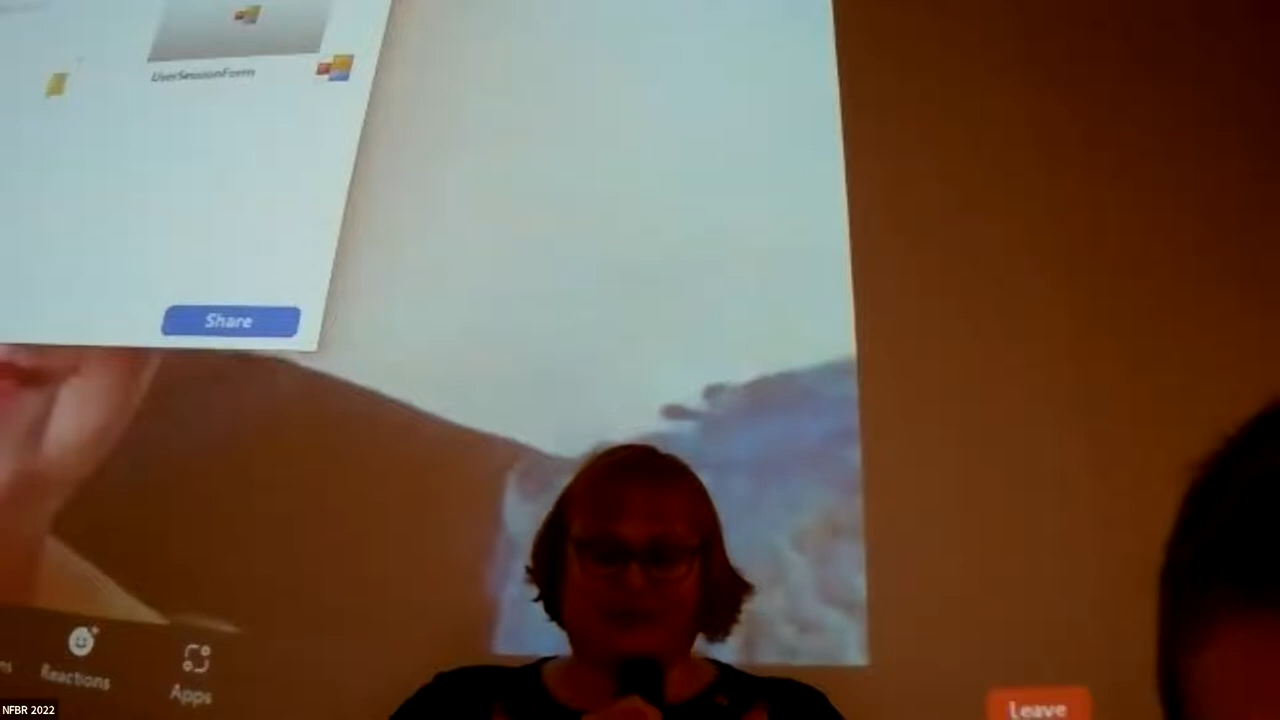 UserSessionForm
Share
Reactions
Apps
Leave
NFBR 2022